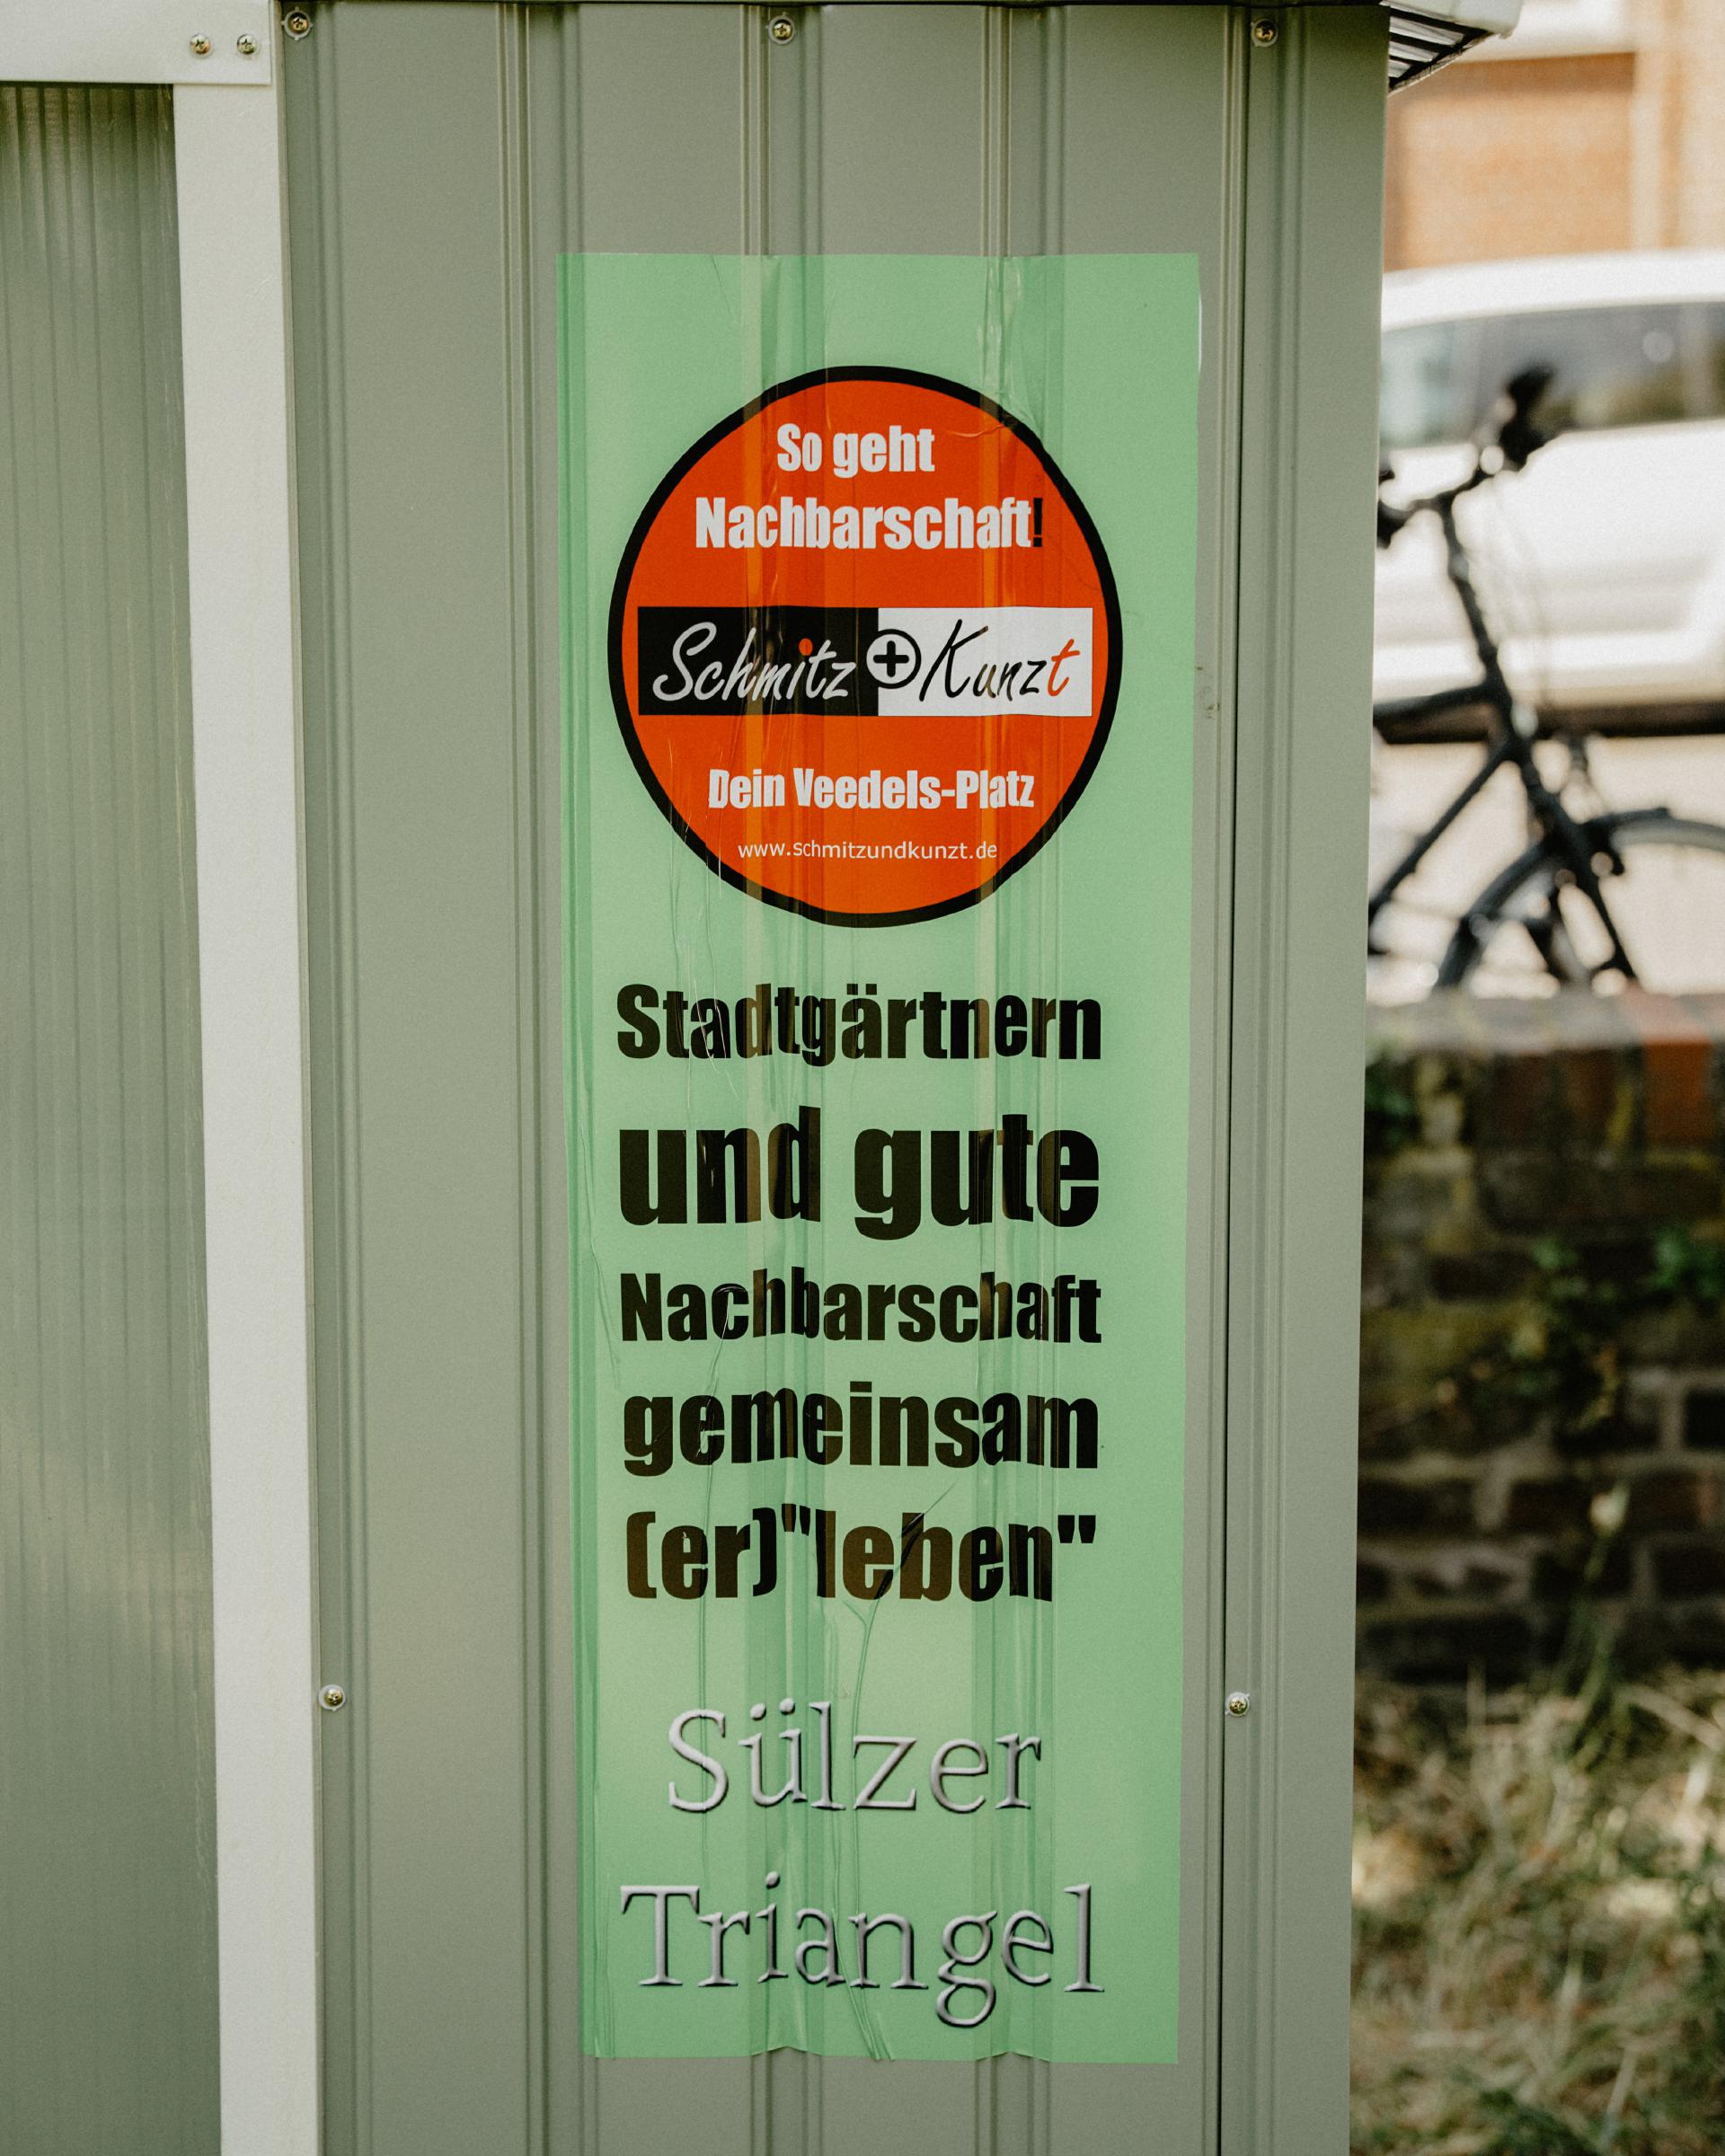 So geht
Nachbarschaft!
Schmitz + Kunzt
Dein Veedels-Platz
www.schmitzundkunzt.de
Stadtgärtnern
und gute
Nachbarschaft
gemeinsam
(er)"leben"
Sülzer
Triangel